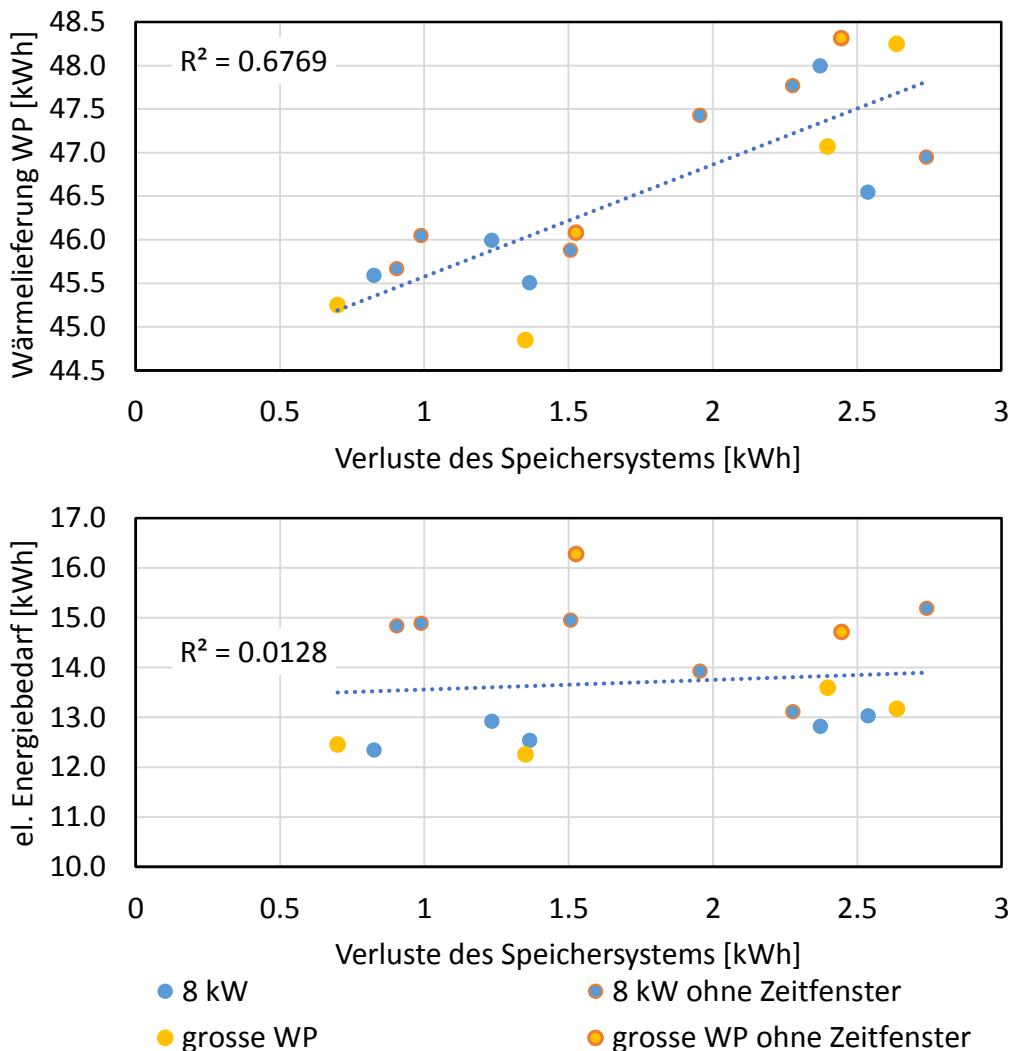 Wärmelieferung WP [kWh]
48.5
48.0
47.5
47.0
46.5
46.0
45.5
45.0
44.5
R² = 0.6769
0 0.5 1 1.5 2 2.5 3
Verluste des Speichersystems [kWh]
el. Energiebedarf [kWh]
17.0
16.0
15.0
14.0
13.0
12.0
11.0
10.0
R² = 0.0128
0 0.5 1 1.5 2 2.5 3
Verluste des Speichersystems [kWh]
8 kW
8 kW ohne Zeitfenster
grosse WP
grosse WP ohne Zeitfenster